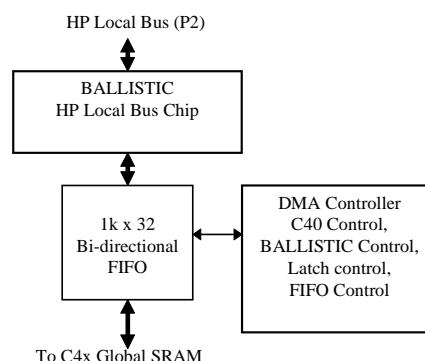 HP Local Bus (P2)
BALLISTIC
HP Local Bus Chip
1k x 32
Bi-directional
FIFO
DMA Controller
C40 Control,
BALLISTIC Control,
Latch control,
FIFO Control
To C4x Global SRAM